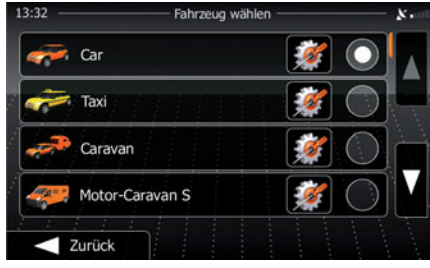 13:32
Fahrzeug wählen
Car
Taxi
Caravan
Motor-Caravan S
Zurück